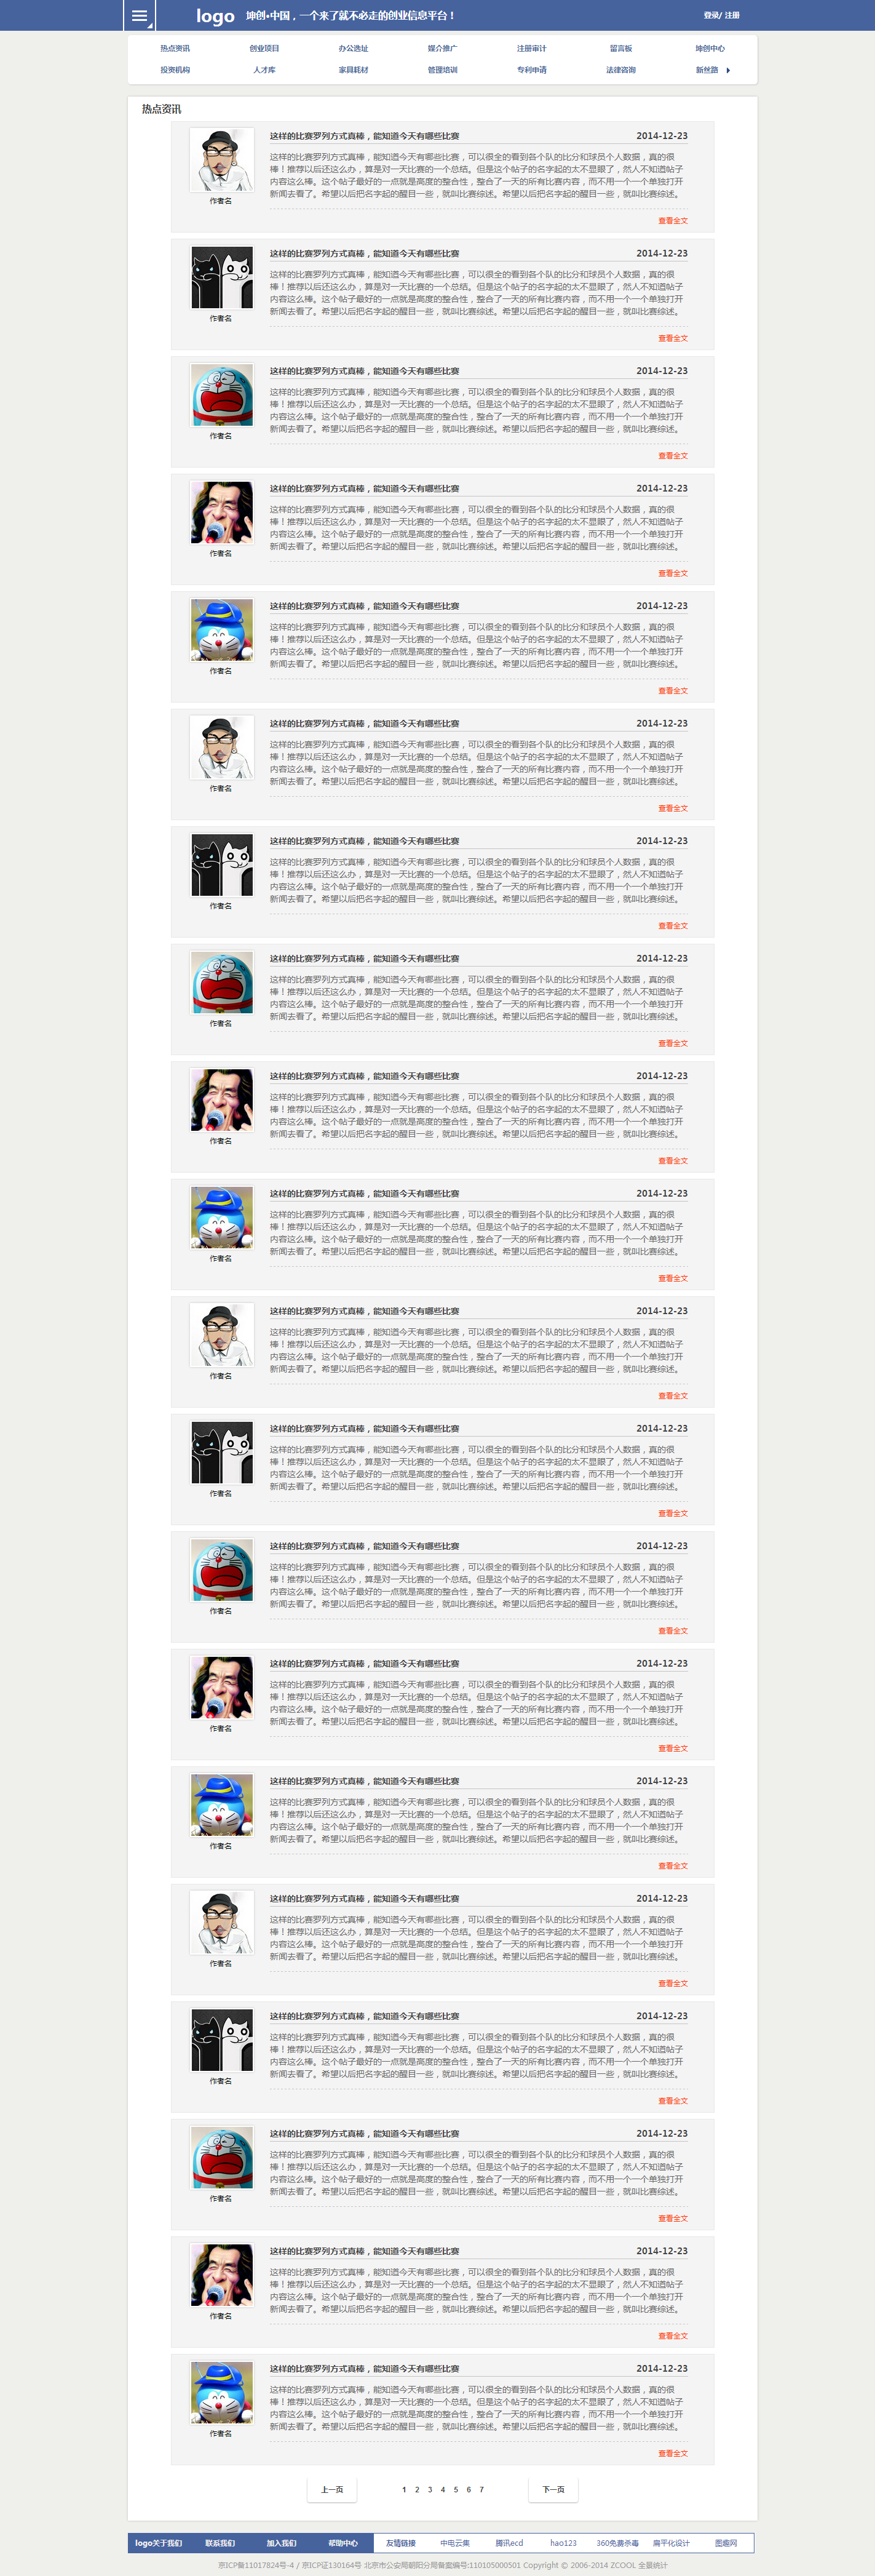 logo 坤创·中国，一个来了就不必走的创业信息平台！ 登录/ 注册
热点资讯 创业项目 办公选址 媒介推广 注册审计 留言板 坤创中心
投资机构 人才库 家具耗材 管理培训 专利申请 法律咨询 新丝路
热点资讯
这样的比赛罗列方式真棒，能知道今天有哪些比赛 2014-12-23
这样的比赛罗列方式真棒，能知道今天有哪些比赛，可以很全的看到各个队的比分和球员个人数据，真的很
棒！推荐以后还这么办，算是对一天比赛的一个总结。但是这个帖子的名字起的太不显眼了，然人不知道帖子
内容这么棒。这个帖子最好的一点就是高度的整合性，整合了一天的所有比赛内容，而不用一个一个单独打开
新闻去看了。希望以后把名字起的醒目一些，就叫比赛综述。希望以后把名字起的醒目一些，就叫比赛综述。
作者名
查看全文
这样的比赛罗列方式真棒，能知道今天有哪些比赛 2014-12-23
这样的比赛罗列方式真棒，能知道今天有哪些比赛，可以很全的看到各个队的比分和球员个人数据，真的很
棒！推荐以后还这么办，算是对一天比赛的一个总结。但是这个帖子的名字起的太不显眼了，然人不知道帖子
内容这么棒。这个帖子最好的一点就是高度的整合性，整合了一天的所有比赛内容，而不用一个一个单独打开
新闻去看了。希望以后把名字起的醒目一些，就叫比赛综述。希望以后把名字起的醒目一些，就叫比赛综述。
作者名
查看全文
这样的比赛罗列方式真棒，能知道今天有哪些比赛 2014-12-23
这样的比赛罗列方式真棒，能知道今天有哪些比赛，可以很全的看到各个队的比分和球员个人数据，真的很
棒！推荐以后还这么办，算是对一天比赛的一个总结。但是这个帖子的名字起的太不显眼了，然人不知道帖子
内容这么棒。这个帖子最好的一点就是高度的整合性，整合了一天的所有比赛内容，而不用一个一个单独打开
新闻去看了。希望以后把名字起的醒目一些，就叫比赛综述。希望以后把名字起的醒目一些，就叫比赛综述。
作者名
查看全文
这样的比赛罗列方式真棒，能知道今天有哪些比赛 2014-12-23
这样的比赛罗列方式真棒，能知道今天有哪些比赛，可以很全的看到各个队的比分和球员个人数据，真的很
棒！推荐以后还这么办，算是对一天比赛的一个总结。但是这个帖子的名字起的太不显眼了，然人不知道帖子
内容这么棒。这个帖子最好的一点就是高度的整合性，整合了一天的所有比赛内容，而不用一个一个单独打开
新闻去看了。希望以后把名字起的醒目一些，就叫比赛综述。希望以后把名字起的醒目一些，就叫比赛综述。
作者名
查看全文
这样的比赛罗列方式真棒，能知道今天有哪些比赛 2014-12-23
这样的比赛罗列方式真棒，能知道今天有哪些比赛，可以很全的看到各个队的比分和球员个人数据，真的很
棒！推荐以后还这么办，算是对一天比赛的一个总结。但是这个帖子的名字起的太不显眼了，然人不知道帖子
内容这么棒。这个帖子最好的一点就是高度的整合性，整合了一天的所有比赛内容，而不用一个一个单独打开
新闻去看了。希望以后把名字起的醒目一些，就叫比赛综述。希望以后把名字起的醒目一些，就叫比赛综述。
作者名
查看全文
这样的比赛罗列方式真棒，能知道今天有哪些比赛 2014-12-23
这样的比赛罗列方式真棒，能知道今天有哪些比赛，可以很全的看到各个队的比分和球员个人数据，真的很
棒！推荐以后还这么办，算是对一天比赛的一个总结。但是这个帖子的名字起的太不显眼了，然人不知道帖子
内容这么棒。这个帖子最好的一点就是高度的整合性，整合了一天的所有比赛内容，而不用一个一个单独打开
新闻去看了。希望以后把名字起的醒目一些，就叫比赛综述。希望以后把名字起的醒目一些，就叫比赛综述。
作者名
查看全文
这样的比赛罗列方式真棒，能知道今天有哪些比赛 2014-12-23
这样的比赛罗列方式真棒，能知道今天有哪些比赛，可以很全的看到各个队的比分和球员个人数据，真的很
棒！推荐以后还这么办，算是对一天比赛的一个总结。但是这个帖子的名字起的太不显眼了，然人不知道帖子
内容这么棒。这个帖子最好的一点就是高度的整合性，整合了一天的所有比赛内容，而不用一个一个单独打开
新闻去看了。希望以后把名字起的醒目一些，就叫比赛综述。希望以后把名字起的醒目一些，就叫比赛综述。
作者名
查看全文
这样的比赛罗列方式真棒，能知道今天有哪些比赛 2014-12-23
这样的比赛罗列方式真棒，能知道今天有哪些比赛，可以很全的看到各个队的比分和球员个人数据，真的很
棒！推荐以后还这么办，算是对一天比赛的一个总结。但是这个帖子的名字起的太不显眼了，然人不知道帖子
内容这么棒。这个帖子最好的一点就是高度的整合性，整合了一天的所有比赛内容，而不用一个一个单独打开
新闻去看了。希望以后把名字起的醒目一些，就叫比赛综述。希望以后把名字起的醒目一些，就叫比赛综述。
作者名
查看全文
这样的比赛罗列方式真棒，能知道今天有哪些比赛 2014-12-23
这样的比赛罗列方式真棒，能知道今天有哪些比赛，可以很全的看到各个队的比分和球员个人数据，真的很
棒！推荐以后还这么办，算是对一天比赛的一个总结。但是这个帖子的名字起的太不显眼了，然人不知道帖子
内容这么棒。这个帖子最好的一点就是高度的整合性，整合了一天的所有比赛内容，而不用一个一个单独打开
新闻去看了。希望以后把名字起的醒目一些，就叫比赛综述。希望以后把名字起的醒目一些，就叫比赛综述。
作者名
查看全文
这样的比赛罗列方式真棒，能知道今天有哪些比赛 2014-12-23
这样的比赛罗列方式真棒，能知道今天有哪些比赛，可以很全的看到各个队的比分和球员个人数据，真的很
棒！推荐以后还这么办，算是对一天比赛的一个总结。但是这个帖子的名字起的太不显眼了，然人不知道帖子
内容这么棒。这个帖子最好的一点就是高度的整合性，整合了一天的所有比赛内容，而不用一个一个单独打开
新闻去看了。希望以后把名字起的醒目一些，就叫比赛综述。希望以后把名字起的醒目一些，就叫比赛综述。
作者名
查看全文
这样的比赛罗列方式真棒，能知道今天有哪些比赛 2014-12-23
这样的比赛罗列方式真棒，能知道今天有哪些比赛，可以很全的看到各个队的比分和球员个人数据，真的很
棒！推荐以后还这么办，算是对一天比赛的一个总结。但是这个帖子的名字起的太不显眼了，然人不知道帖子
内容这么棒。这个帖子最好的一点就是高度的整合性，整合了一天的所有比赛内容，而不用一个一个单独打开
新闻去看了。希望以后把名字起的醒目一些，就叫比赛综述。希望以后把名字起的醒目一些，就叫比赛综述。
作者名
查看全文
这样的比赛罗列方式真棒，能知道今天有哪些比赛 2014-12-23
这样的比赛罗列方式真棒，能知道今天有哪些比赛，可以很全的看到各个队的比分和球员个人数据，真的很
棒！推荐以后还这么办，算是对一天比赛的一个总结。但是这个帖子的名字起的太不显眼了，然人不知道帖子
内容这么棒。这个帖子最好的一点就是高度的整合性，整合了一天的所有比赛内容，而不用一个一个单独打开
新闻去看了。希望以后把名字起的醒目一些，就叫比赛综述。希望以后把名字起的醒目一些，就叫比赛综述。
作者名
查看全文
这样的比赛罗列方式真棒，能知道今天有哪些比赛 2014-12-23
这样的比赛罗列方式真棒，能知道今天有哪些比赛，可以很全的看到各个队的比分和球员个人数据，真的很
棒！推荐以后还这么办，算是对一天比赛的一个总结。但是这个帖子的名字起的太不显眼了，然人不知道帖子
内容这么棒。这个帖子最好的一点就是高度的整合性，整合了一天的所有比赛内容，而不用一个一个单独打开
新闻去看了。希望以后把名字起的醒目一些，就叫比赛综述。希望以后把名字起的醒目一些，就叫比赛综述。
作者名
查看全文
这样的比赛罗列方式真棒，能知道今天有哪些比赛 2014-12-23
这样的比赛罗列方式真棒，能知道今天有哪些比赛，可以很全的看到各个队的比分和球员个人数据，真的很
棒！推荐以后还这么办，算是对一天比赛的一个总结。但是这个帖子的名字起的太不显眼了，然人不知道帖子
内容这么棒。这个帖子最好的一点就是高度的整合性，整合了一天的所有比赛内容，而不用一个一个单独打开
新闻去看了。希望以后把名字起的醒目一些，就叫比赛综述。希望以后把名字起的醒目一些，就叫比赛综述。
作者名
查看全文
这样的比赛罗列方式真棒，能知道今天有哪些比赛 2014-12-23
这样的比赛罗列方式真棒，能知道今天有哪些比赛，可以很全的看到各个队的比分和球员个人数据，真的很
棒！推荐以后还这么办，算是对一天比赛的一个总结。但是这个帖子的名字起的太不显眼了，然人不知道帖子
内容这么棒。这个帖子最好的一点就是高度的整合性，整合了一天的所有比赛内容，而不用一个一个单独打开
新闻去看了。希望以后把名字起的醒目一些，就叫比赛综述。希望以后把名字起的醒目一些，就叫比赛综述。
作者名
查看全文
这样的比赛罗列方式真棒，能知道今天有哪些比赛 2014-12-23
这样的比赛罗列方式真棒，能知道今天有哪些比赛，可以很全的看到各个队的比分和球员个人数据，真的很
棒！推荐以后还这么办，算是对一天比赛的一个总结。但是这个帖子的名字起的太不显眼了，然人不知道帖子
内容这么棒。这个帖子最好的一点就是高度的整合性，整合了一天的所有比赛内容，而不用一个一个单独打开
新闻去看了。希望以后把名字起的醒目一些，就叫比赛综述。希望以后把名字起的醒目一些，就叫比赛综述。
作者名
查看全文
这样的比赛罗列方式真棒，能知道今天有哪些比赛 2014-12-23
这样的比赛罗列方式真棒，能知道今天有哪些比赛，可以很全的看到各个队的比分和球员个人数据，真的很
棒！推荐以后还这么办，算是对一天比赛的一个总结。但是这个帖子的名字起的太不显眼了，然人不知道帖子
内容这么棒。这个帖子最好的一点就是高度的整合性，整合了一天的所有比赛内容，而不用一个一个单独打开
新闻去看了。希望以后把名字起的醒目一些，就叫比赛综述。希望以后把名字起的醒目一些，就叫比赛综述。
作者名
查看全文
这样的比赛罗列方式真棒，能知道今天有哪些比赛 2014-12-23
这样的比赛罗列方式真棒，能知道今天有哪些比赛，可以很全的看到各个队的比分和球员个人数据，真的很
棒！推荐以后还这么办，算是对一天比赛的一个总结。但是这个帖子的名字起的太不显眼了，然人不知道帖子
内容这么棒。这个帖子最好的一点就是高度的整合性，整合了一天的所有比赛内容，而不用一个一个单独打开
新闻去看了。希望以后把名字起的醒目一些，就叫比赛综述。希望以后把名字起的醒目一些，就叫比赛综述。
作者名
查看全文
这样的比赛罗列方式真棒，能知道今天有哪些比赛 2014-12-23
这样的比赛罗列方式真棒，能知道今天有哪些比赛，可以很全的看到各个队的比分和球员个人数据，真的很
棒！推荐以后还这么办，算是对一天比赛的一个总结。但是这个帖子的名字起的太不显眼了，然人不知道帖子
内容这么棒。这个帖子最好的一点就是高度的整合性，整合了一天的所有比赛内容，而不用一个一个单独打开
新闻去看了。希望以后把名字起的醒目一些，就叫比赛综述。希望以后把名字起的醒目一些，就叫比赛综述。
作者名
查看全文
这样的比赛罗列方式真棒，能知道今天有哪些比赛 2014-12-23
这样的比赛罗列方式真棒，能知道今天有哪些比赛，可以很全的看到各个队的比分和球员个人数据，真的很
棒！推荐以后还这么办，算是对一天比赛的一个总结。但是这个帖子的名字起的太不显眼了，然人不知道帖子
内容这么棒。这个帖子最好的一点就是高度的整合性，整合了一天的所有比赛内容，而不用一个一个单独打开
新闻去看了。希望以后把名字起的醒目一些，就叫比赛综述。希望以后把名字起的醒目一些，就叫比赛综述。
作者名
查看全文
上一页 1 2 3 4 5 6 7 下一页
logo关于我们 联系我们 加入我们 帮助中心 友情链接 中电云集 腾讯ecd hao123 360免费杀毒 扁平化设计 图瘾网
京ICP备11017824号-4 / 京ICP证130164号 北京市公安局朝阳分局备案编号:110105000501 Copyright © 2006-2014 ZCOOL 全景统计